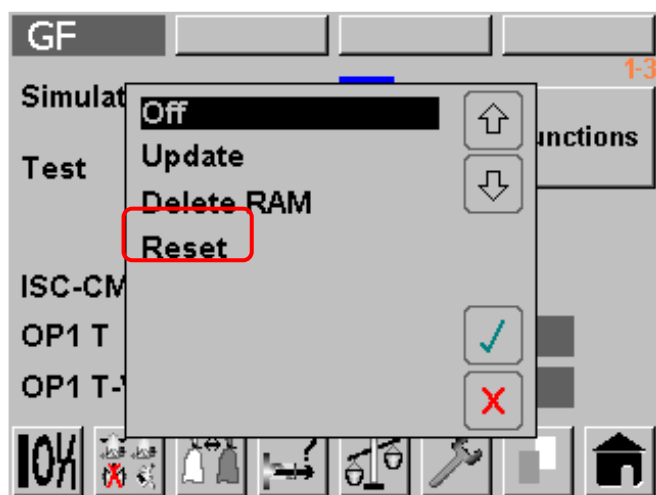 GF
1-3
Simulat
Off
unctions
Update
Test
Delete RAM
Reset
ISC-CM
OP1 T
OP1 T-